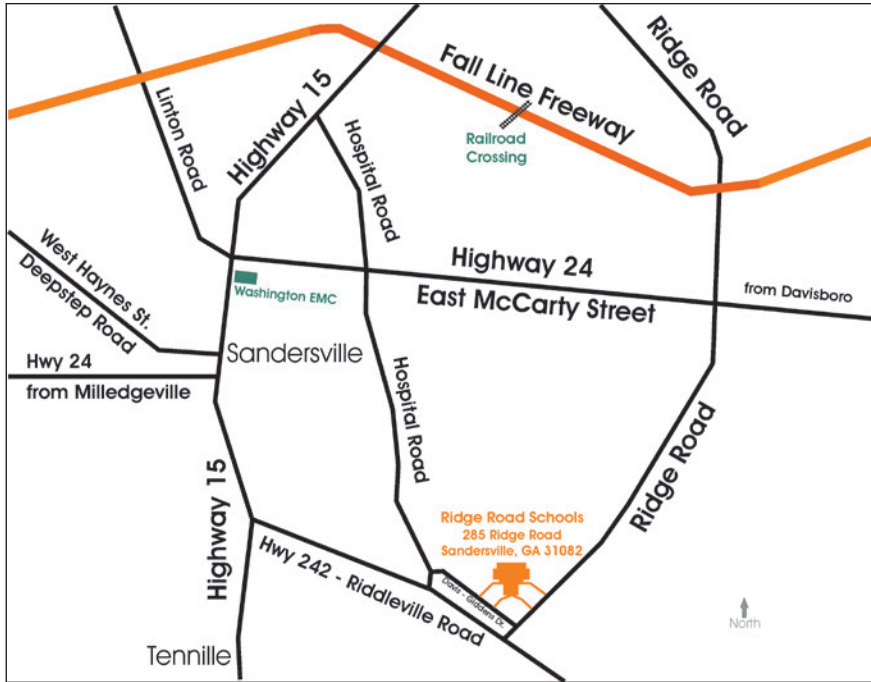 Fall Line Freeway
Ridge Road
Highway 15
Linton Road
Hospital Road
Railroad
Crossing
West Haynes St.
Deepstep Road
Highway 24
East McCarty Street
from Davisboro
Washington EMC
Sandersville
Hwy 24
from Milledgeville
Hospital Road
Ridge Road
Highway 15
Ridge Road Schools
285 Ridge Road
Sandersville, GA 31082
Hwy 242 - Riddleville Road
Davis - Giddens Dr.
North
Tennille